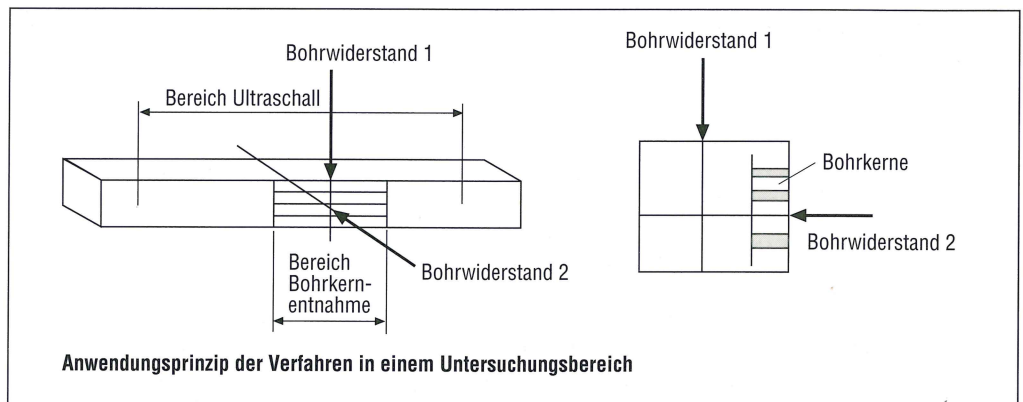 Bohrwiderstand 1
Bereich Ultraschall
Bereich
Bohrkern-
entnahme
Bohrwiderstand 2
Bohrwiderstand 1
Bohrkerne
Bohrwiderstand 2
Anwendungsprinzip der Verfahren in einem Untersuchungsbereich